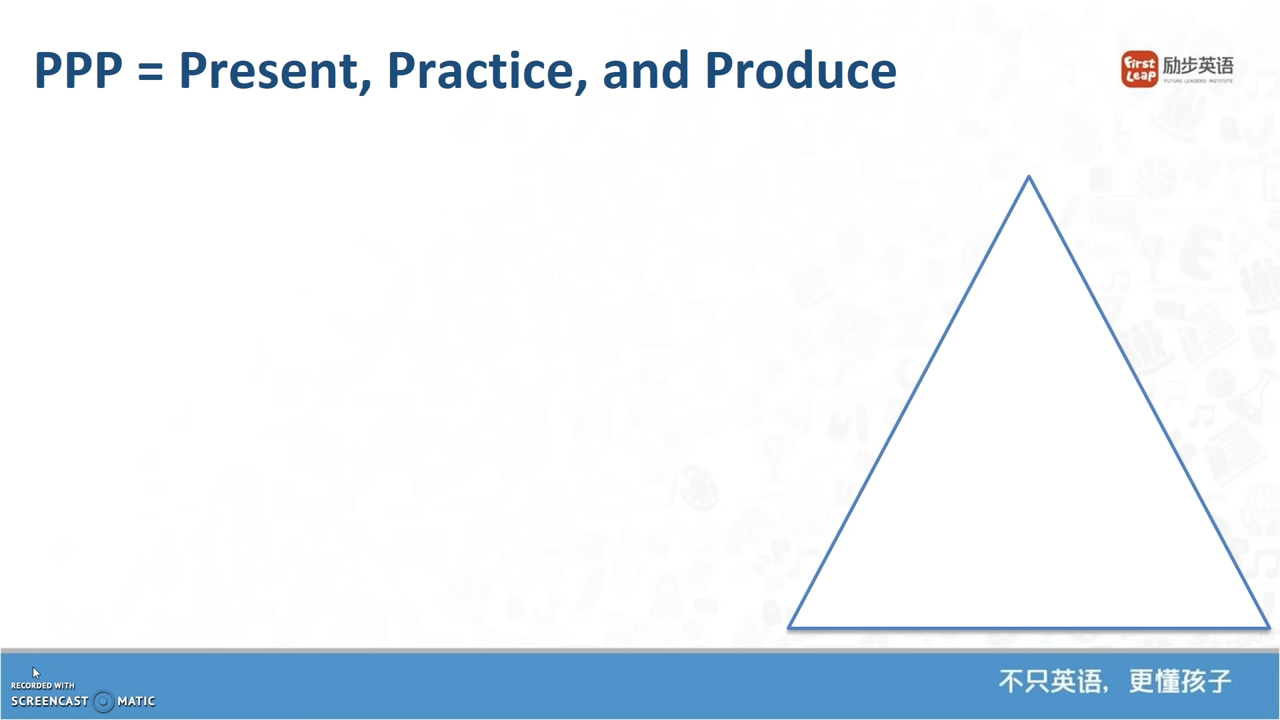 PPP = Present, Practice, and Produce
First Leap 励步英语
FUTURE LEADERS' INSTITUTE
不只英语，更懂孩子
RECORDED WITH
SCREENCAST MATIC